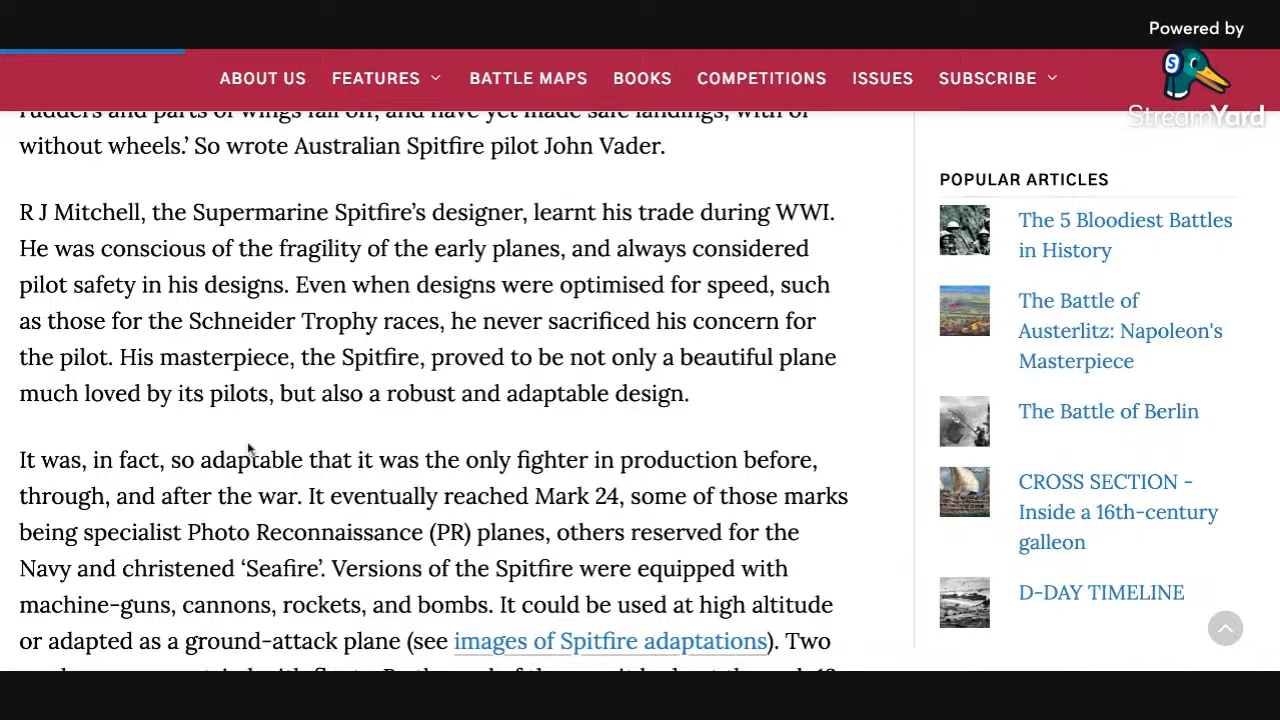 Powered by
StreamYard
ABOUT US FEATURES BATTLE MAPS BOOKS COMPETITIONS ISSUES SUBSCRIBE
rudders and parts of wings fall off, and have yet made safe landings, with or
without wheels.’ So wrote Australian Spitfire pilot John Vader.
R J Mitchell, the Supermarine Spitfire’s designer, learnt his trade during WWI.
He was conscious of the fragility of the early planes, and always considered
pilot safety in his designs. Even when designs were optimised for speed, such
as those for the Schneider Trophy races, he never sacrificed his concern for
the pilot. His masterpiece, the Spitfire, proved to be not only a beautiful plane
much loved by its pilots, but also a robust and adaptable design.
It was, in fact, so adaptable that it was the only fighter in production before,
through, and after the war. It eventually reached Mark 24, some of those marks
being specialist Photo Reconnaissance (PR) planes, others reserved for the
Navy and christened ‘Seafire’. Versions of the Spitfire were equipped with
machine-guns, cannons, rockets, and bombs. It could be used at high altitude
or adapted as a ground-attack plane (see images of Spitfire adaptations). Two
POPULAR ARTICLES
The 5 Bloodiest Battles
in History
The Battle of
Austerlitz: Napoleon's
Masterpiece
The Battle of Berlin
CROSS SECTION -
Inside a 16th-century
galleon
D-DAY TIMELINE